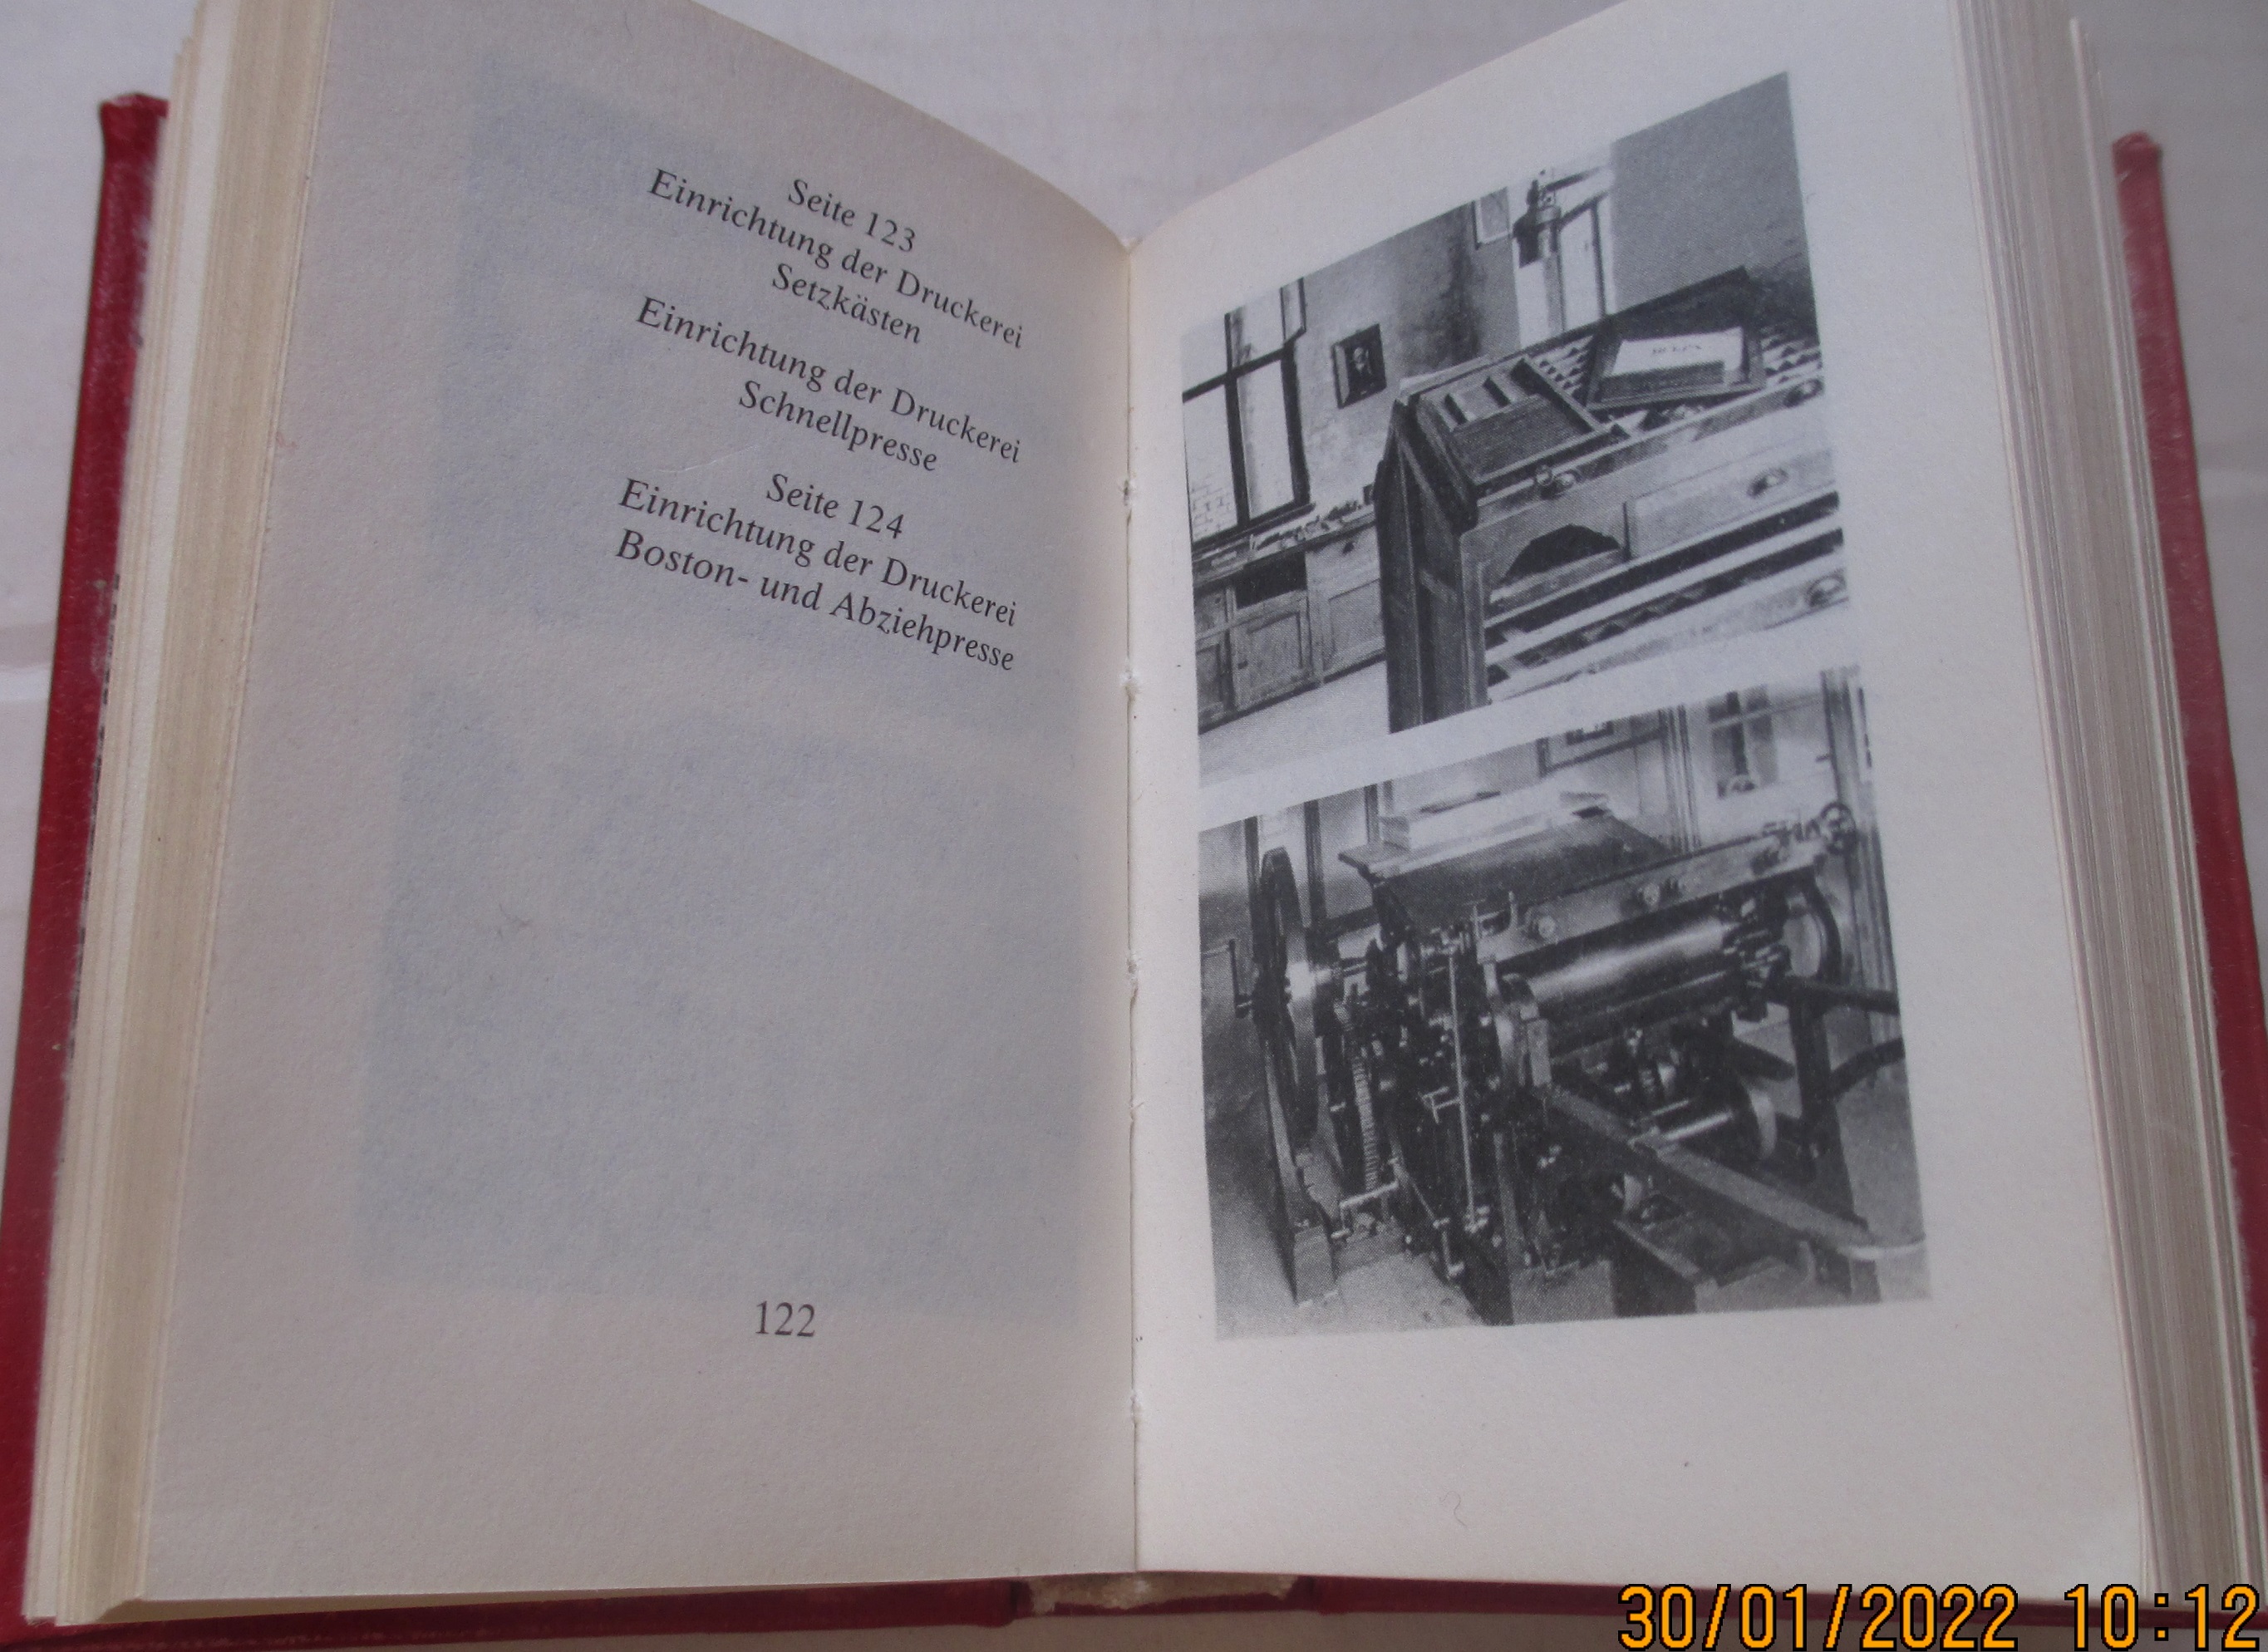 Seite 123
Einrichtung der Druckerei
Setzkästen
Einrichtung der Druckerei
Schnellpresse
Seite 124
Einrichtung der Druckerei
Boston- und Abziehpresse
122
30/01/2022 10:12